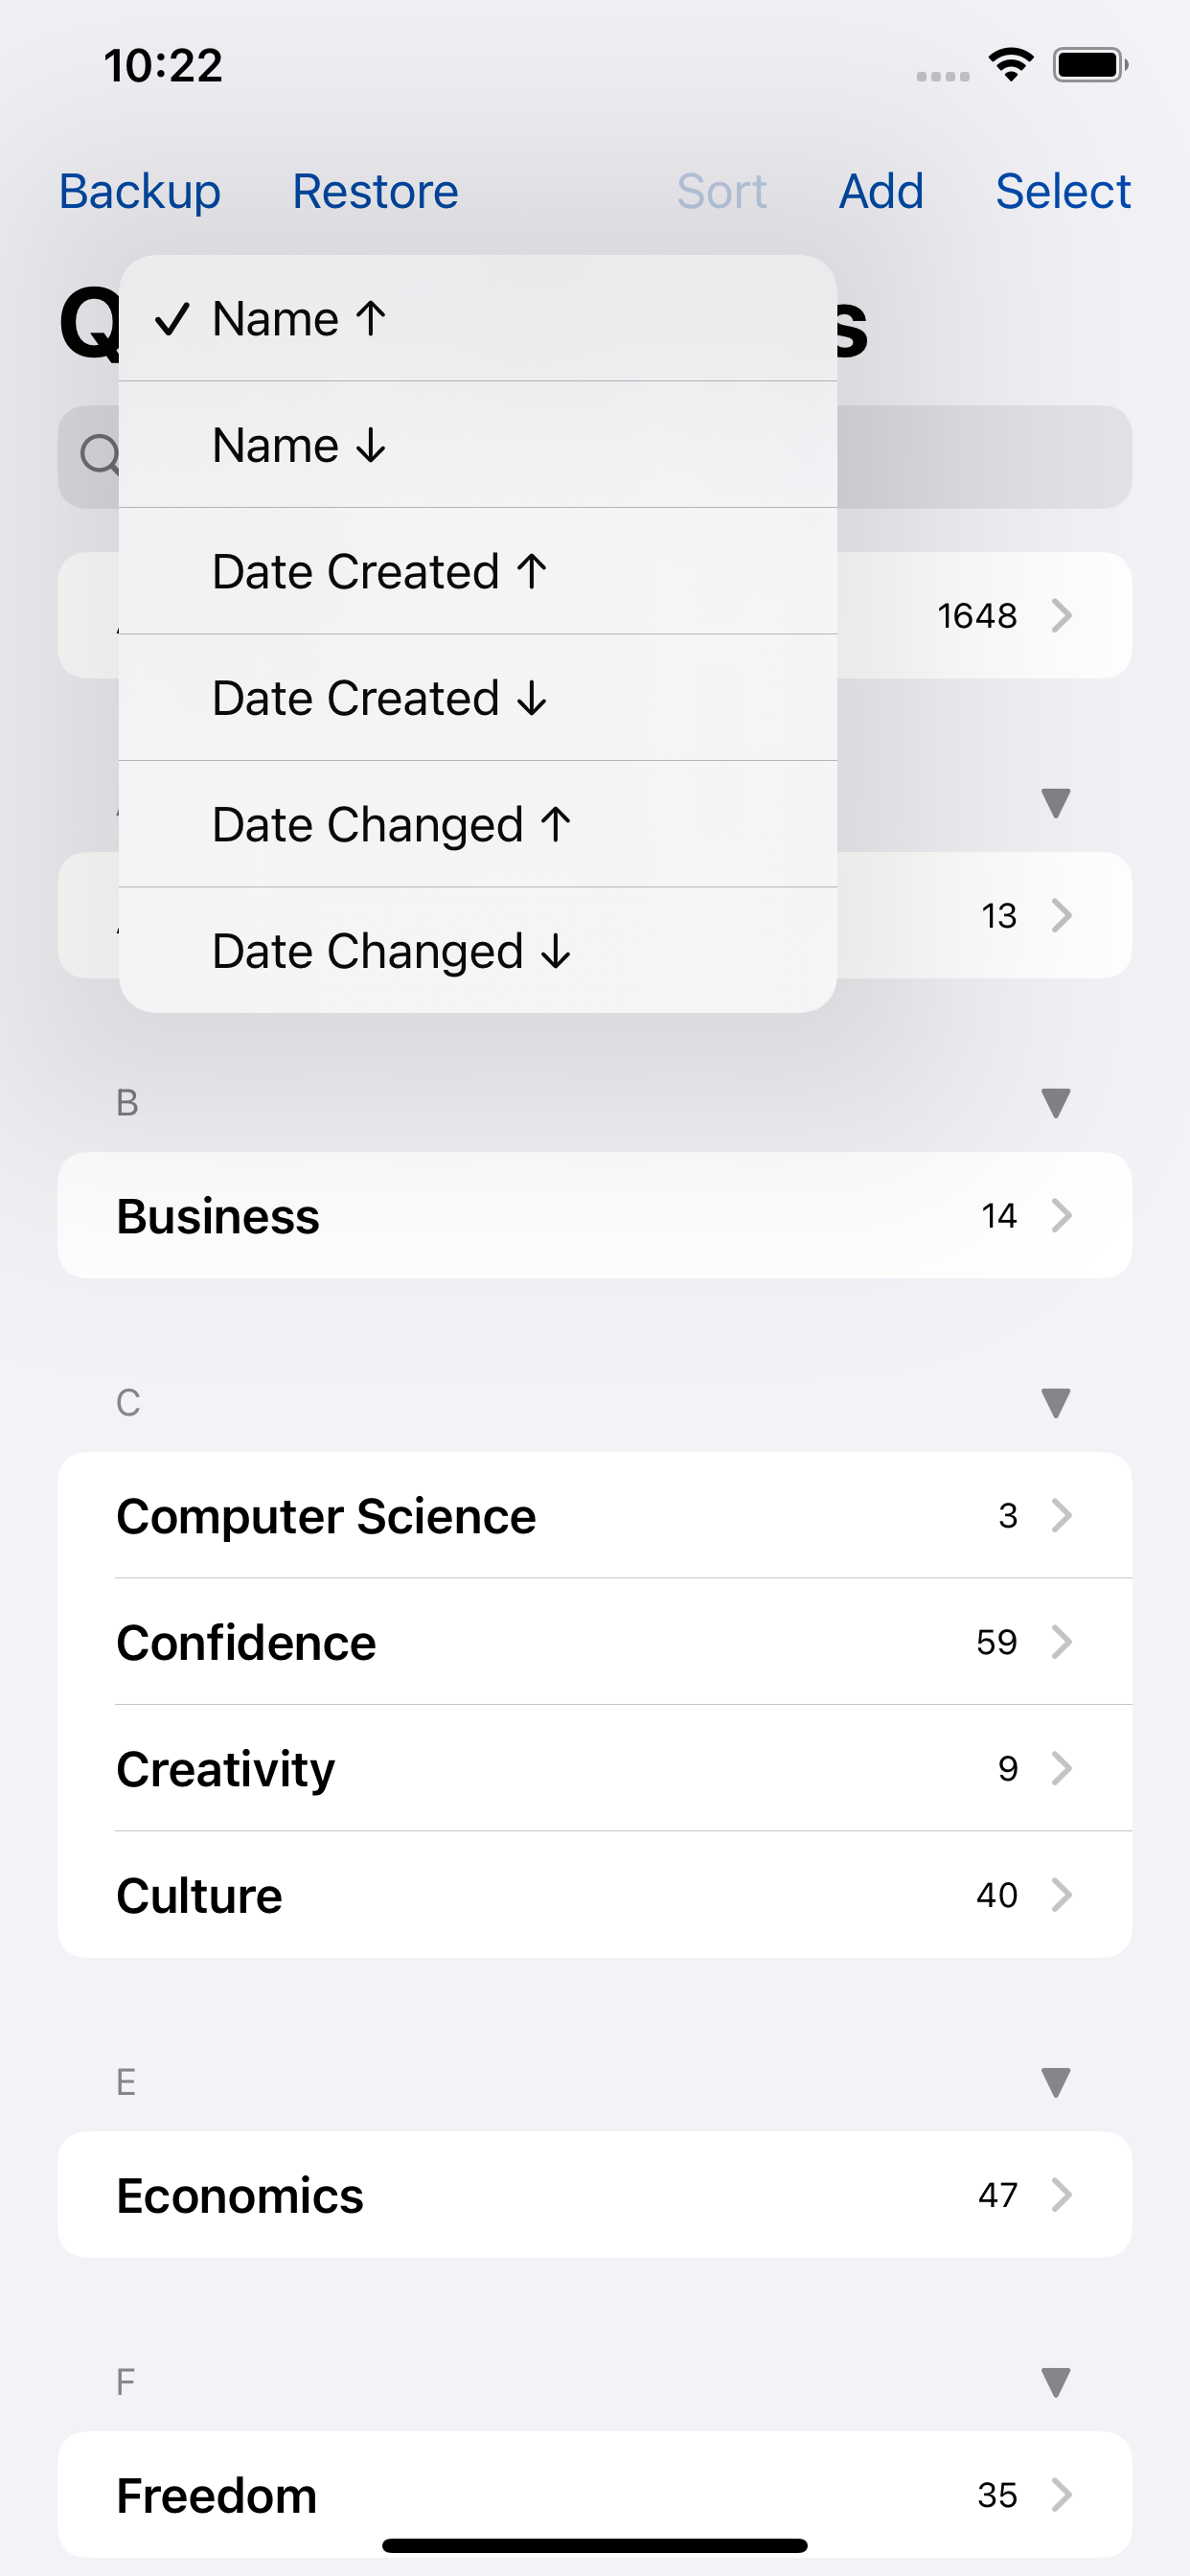 10:22
Backup Restore Sort Add Select
✓ Name ↑
Name ↓
Date Created ↑
1648
Date Created ↓
Date Changed ↑
13
Date Changed ↓
B
Business 14
C
Computer Science 3
Confidence 59
Creativity 9
Culture 40
E
Economics 47
F
Freedom 35